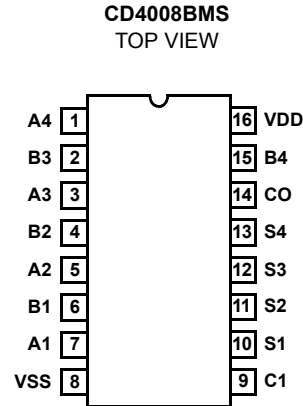 CD4008BMS
TOP VIEW
A4 1 16 VDD
B3 2 15 B4
A3 3 14 CO
B2 4 13 S4
A2 5 12 S3
B1 6 11 S2
A1 7 10 S1
VSS 8 9 C1